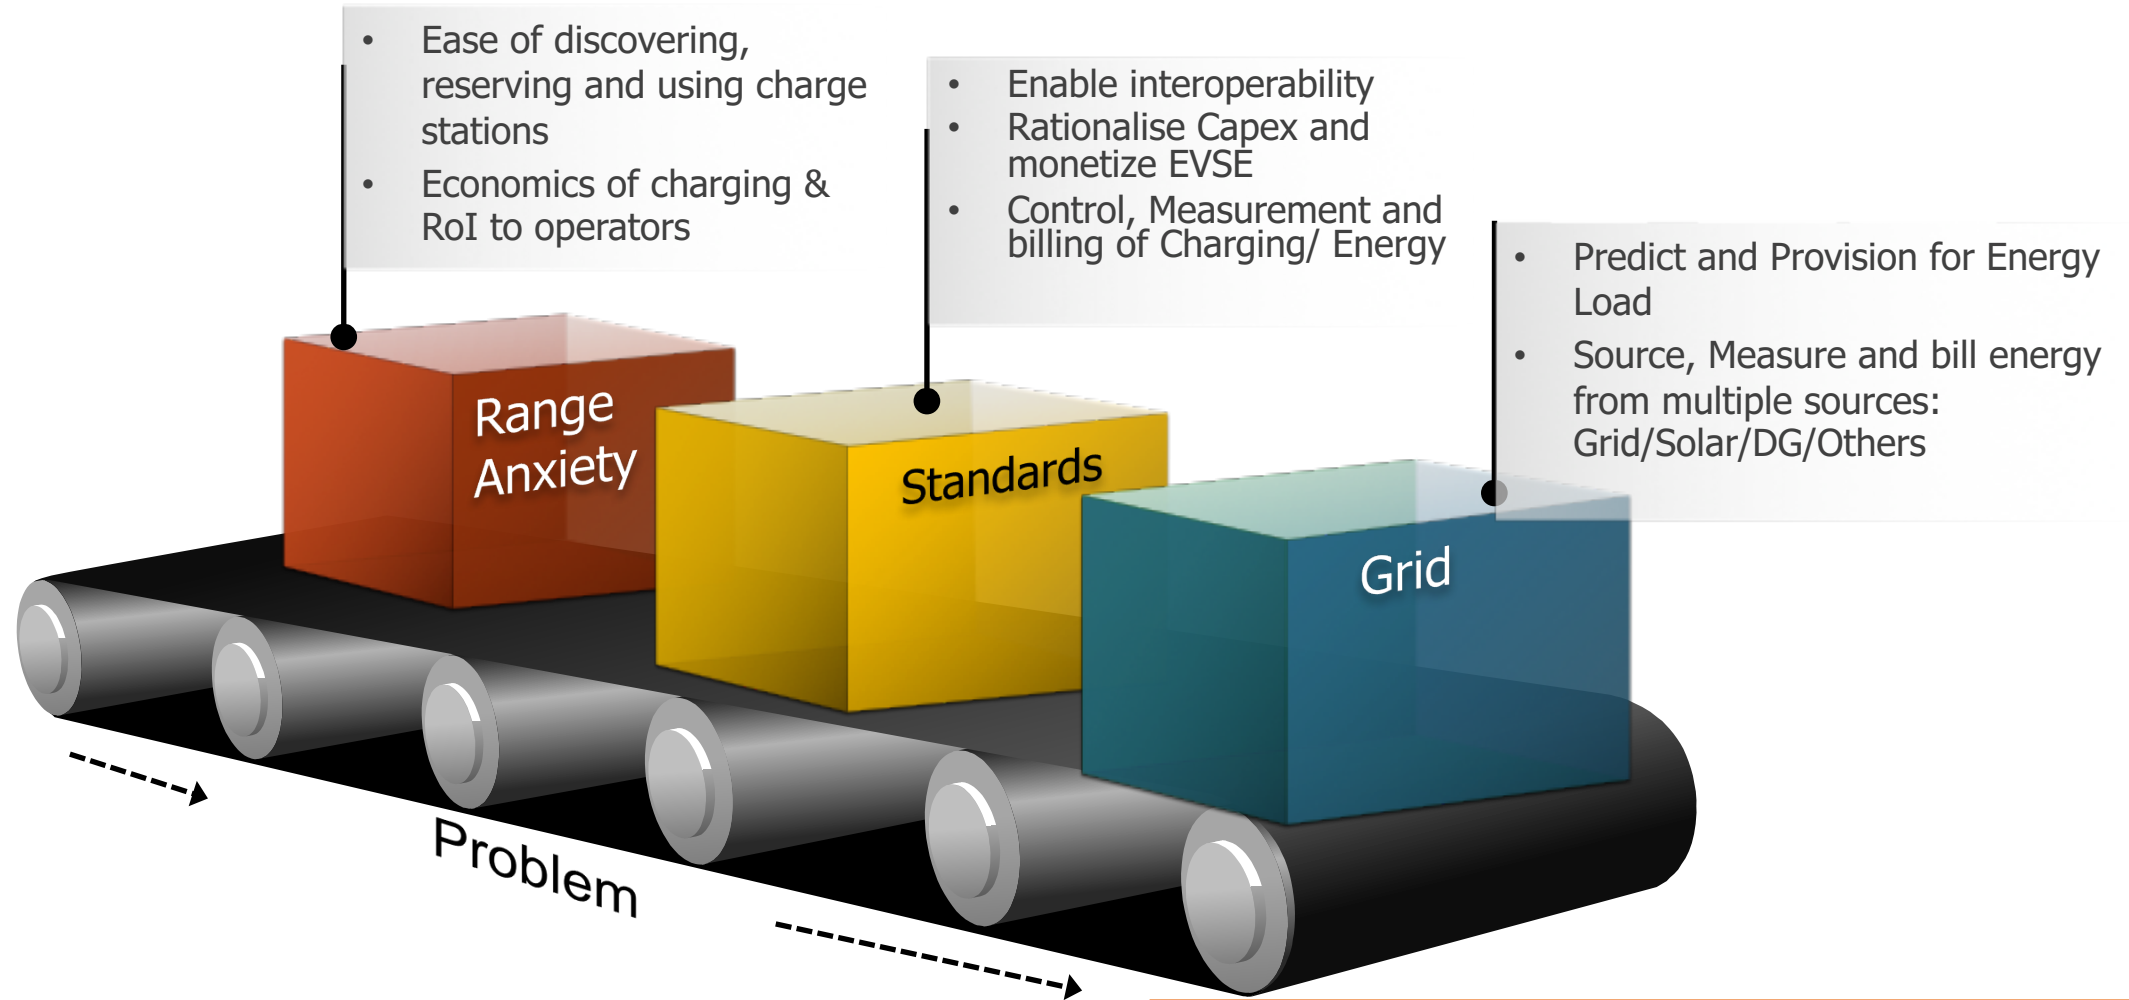 • Ease of discovering,
reserving and using charge
stations
• Economics of charging &
RoI to operators
• Enable interoperability
• Rationalise Capex and
monetize EVSE
• Control, Measurement and
billing of Charging/ Energy
• Predict and Provision for Energy
Load
• Source, Measure and bill energy
from multiple sources:
Grid/Solar/DG/Others
Range
Anxiety
Standards
Grid
Problem